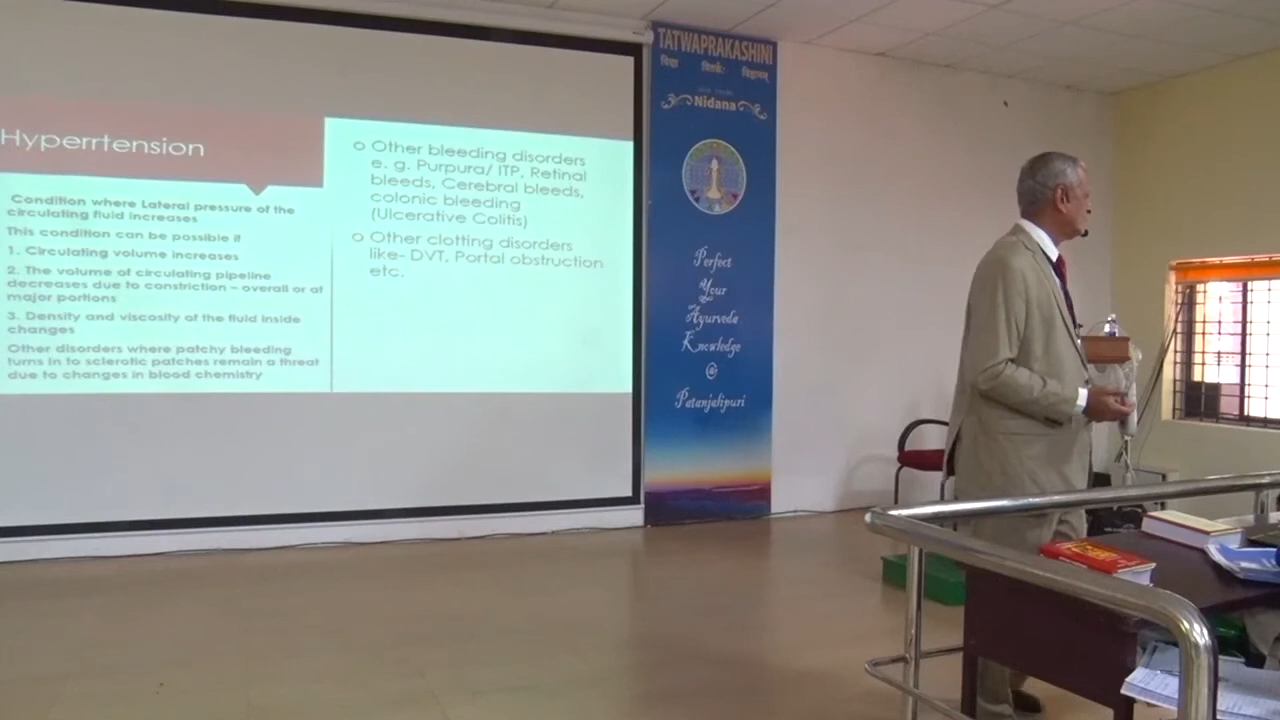 Hyperrtension
Condition where Lateral pressure of the
circulating fluid increases
This condition can be possible if
1. Circulating volume increases
2. The volume of circulating pipeline
decreases due to constriction – overall or at
major portions
3. Density and viscosity of the fluid inside
changes
Other disorders where patchy bleeding
turns in to sclerotic patches remain a threat
due to changes in blood chemistry
Other bleeding disorders
e. g. Purpura/ ITP, Retinal
bleeds, Cerebral bleeds,
colonic bleeding
(Ulcerative Colitis)
Other clotting disorders
like- DVT, Portal obstruction
etc.
TATWAPRAKASHINI
विद्या वितर्कः विज्ञानम्
Nidana
Perfect
Your
Ayurveda
Knowledge
@
Patanjalipuri